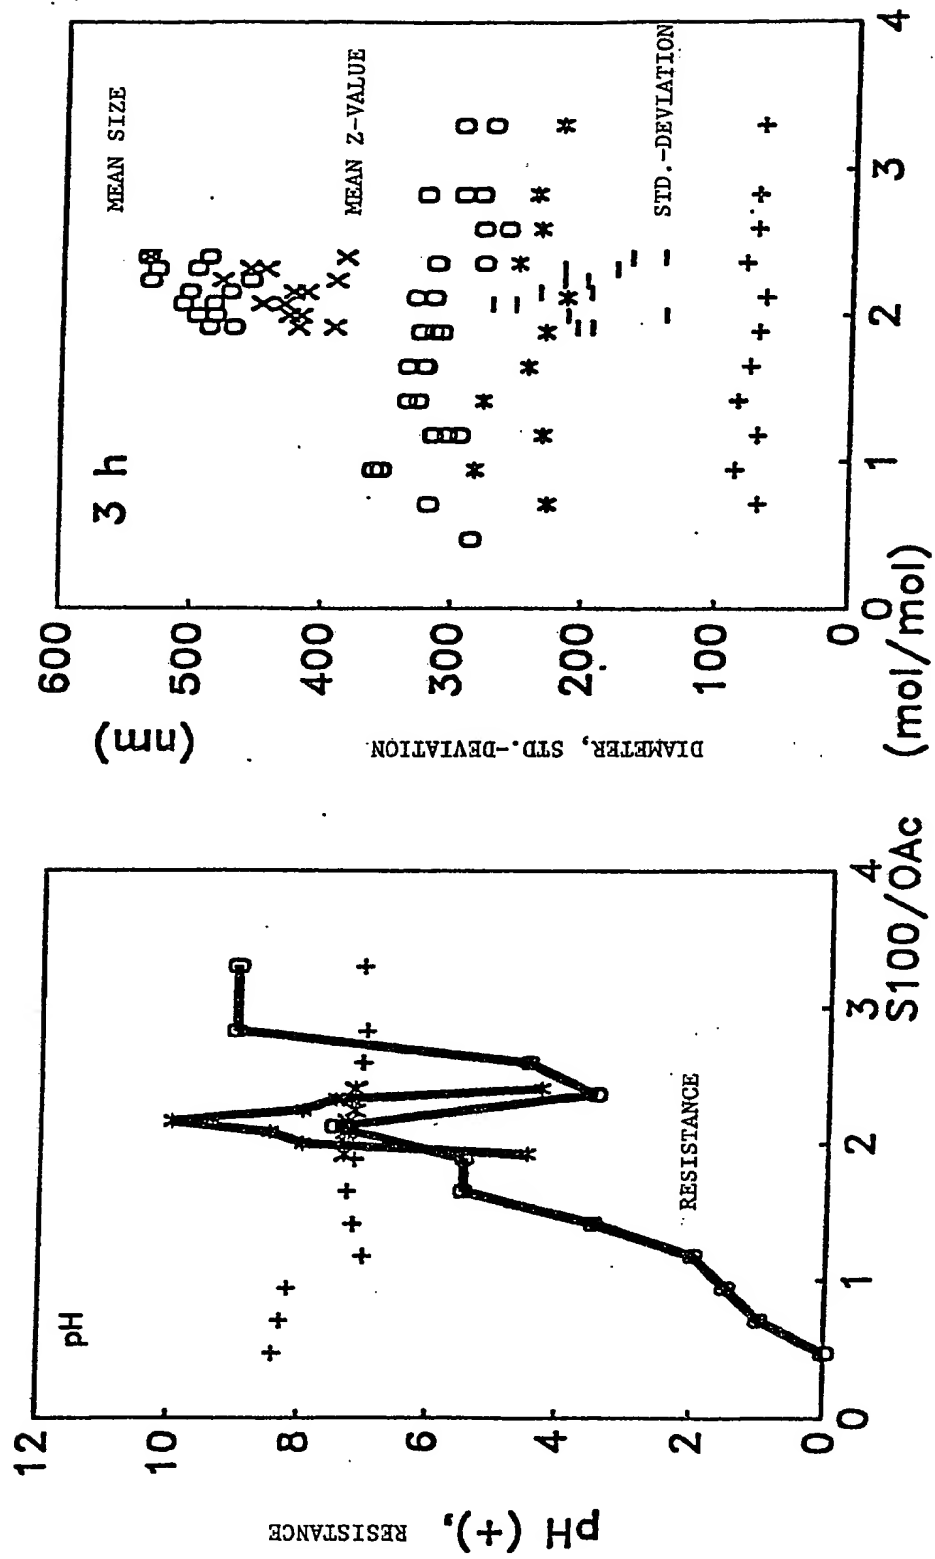 12
10
8
6
4
2
0
pH (+), RESISTANCE
pH
RESISTANCE
0
1
2
3
4
S100/OAc (mol/mol)
600
500
400
300
200
100
0
(nm)
DIAMETER, STD.-DEVIATION
3 h
MEAN SIZE
MEAN Z-VALUE
STD.-DEVIATION
0
1
2
3
4